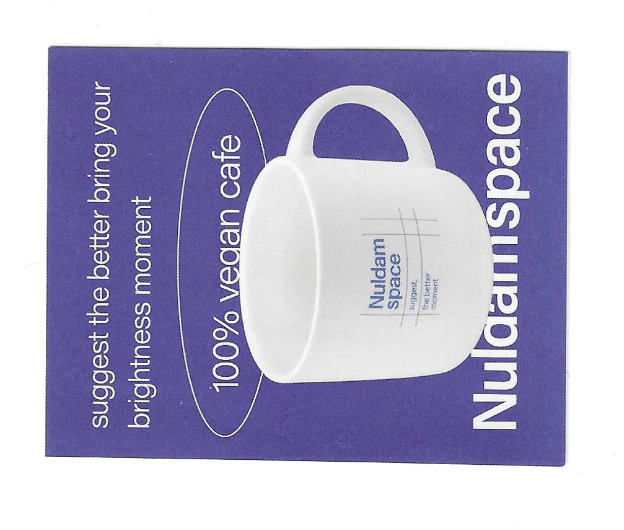 suggest the better bring your
brightness moment
100% vegan cafe
Nuldam
space
suggest,
the better
moment
Nuldamspace